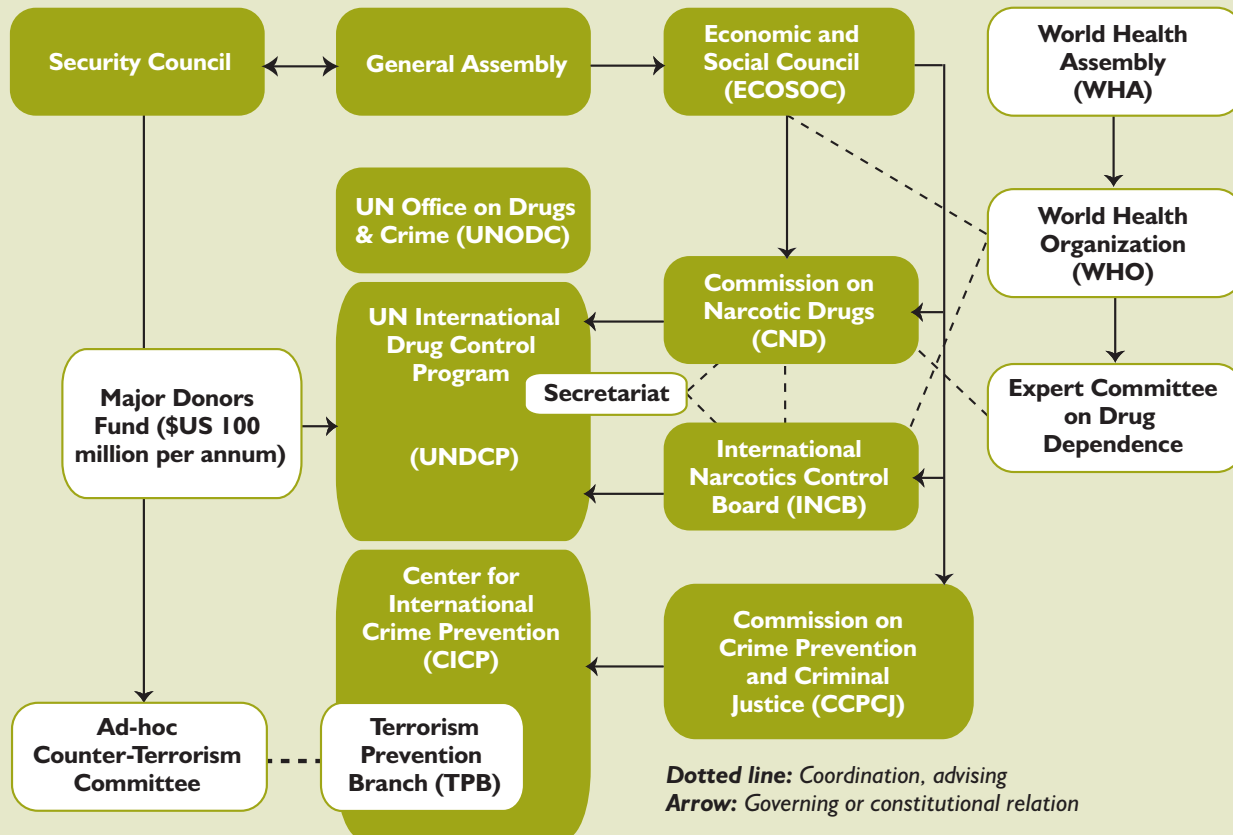 Security Council
General Assembly
Economic and
Social Council
(ECOSOC)
World Health
Assembly
(WHA)
UN Office on Drugs
& Crime (UNODC)
World Health
Organization
(WHO)
UN International
Drug Control
Program
(UNDCP)
Commission on
Narcotic Drugs
(CND)
Secretariat
Major Donors
Fund ($US 100
million per annum)
Expert Committee
on Drug
Dependence
International
Narcotics Control
Board (INCB)
Center for
International
Crime Prevention
(CICP)
Commission on
Crime Prevention
and Criminal
Justice (CCPCJ)
Ad-hoc
Counter-Terrorism
Committee
Terrorism
Prevention
Branch (TPB)
Dotted line: Coordination, advising
Arrow: Governing or constitutional relation